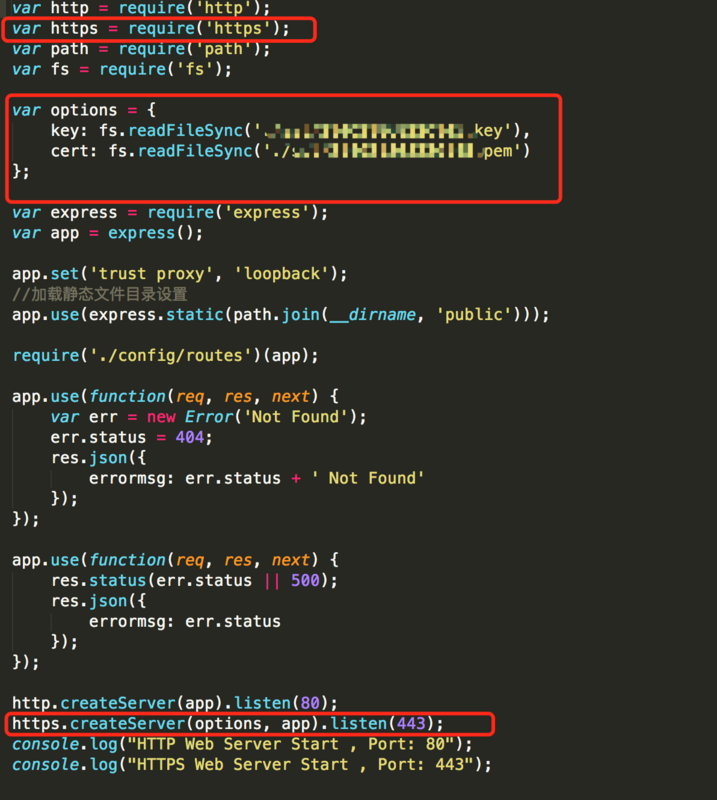 var http = require('http');
var https = require('https');
var path = require('path');
var fs = require('fs');
var options = {
key: fs.readFileSync('. .key'),
cert: fs.readFileSync('./ .pem')
};
var express = require('express');
var app = express();
app.set('trust proxy', 'loopback');
//加载静态文件目录设置
app.use(express.static(path.join(__dirname, 'public')));
require('./config/routes')(app);
app.use(function(req, res, next) {
var err = new Error('Not Found');
err.status = 404;
res.json({
errormsg: err.status + ' Not Found'
});
});
app.use(function(req, res, next) {
res.status(err.status || 500);
res.json({
errormsg: err.status
});
});
http.createServer(app).listen(80);
https.createServer(options, app).listen(443);
console.log("HTTP Web Server Start , Port: 80");
console.log("HTTPS Web Server Start , Port: 443");